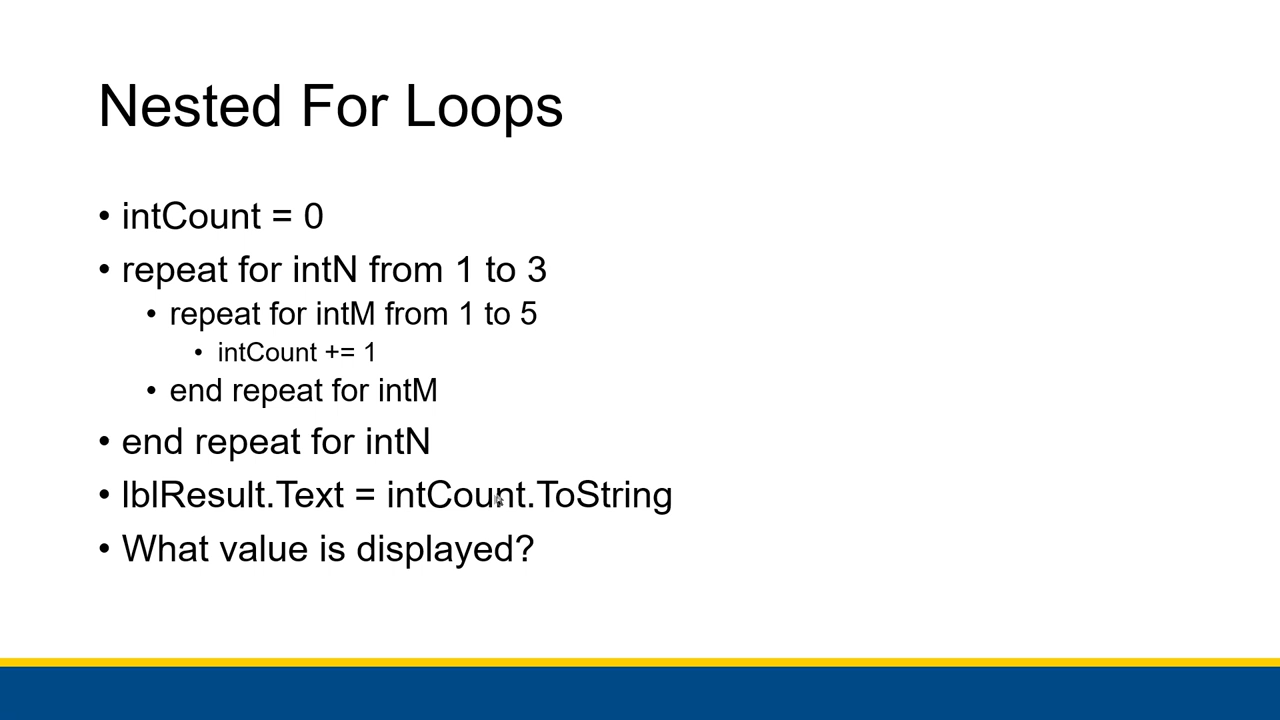 Nested For Loops
• intCount = 0
• repeat for intN from 1 to 3
• repeat for intM from 1 to 5
• intCount += 1
• end repeat for intM
• end repeat for intN
• lblResult.Text = intCount.ToString
• What value is displayed?